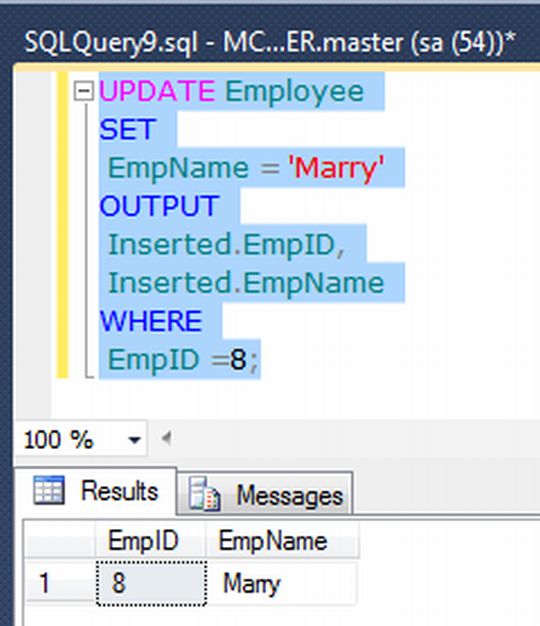 SQLQuery9.sql - MC...ER.master (sa (54))*
UPDATE Employee
SET
EmpName = 'Marry'
OUTPUT
Inserted.EmpID,
Inserted.EmpName
WHERE
EmpID =8;
100 %
Results Messages
EmpID EmpName
1 8 Marry